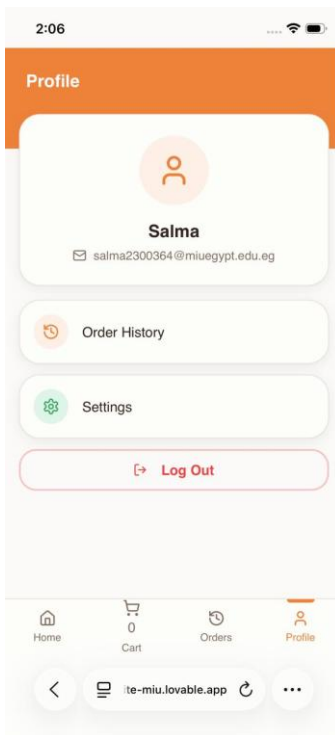 2:06
Profile
Salma
salma2300364@miuegypt.edu.eg
Order History
Settings
Log Out
Home
0
Cart
Orders
Profile
te-miu.lovable.app